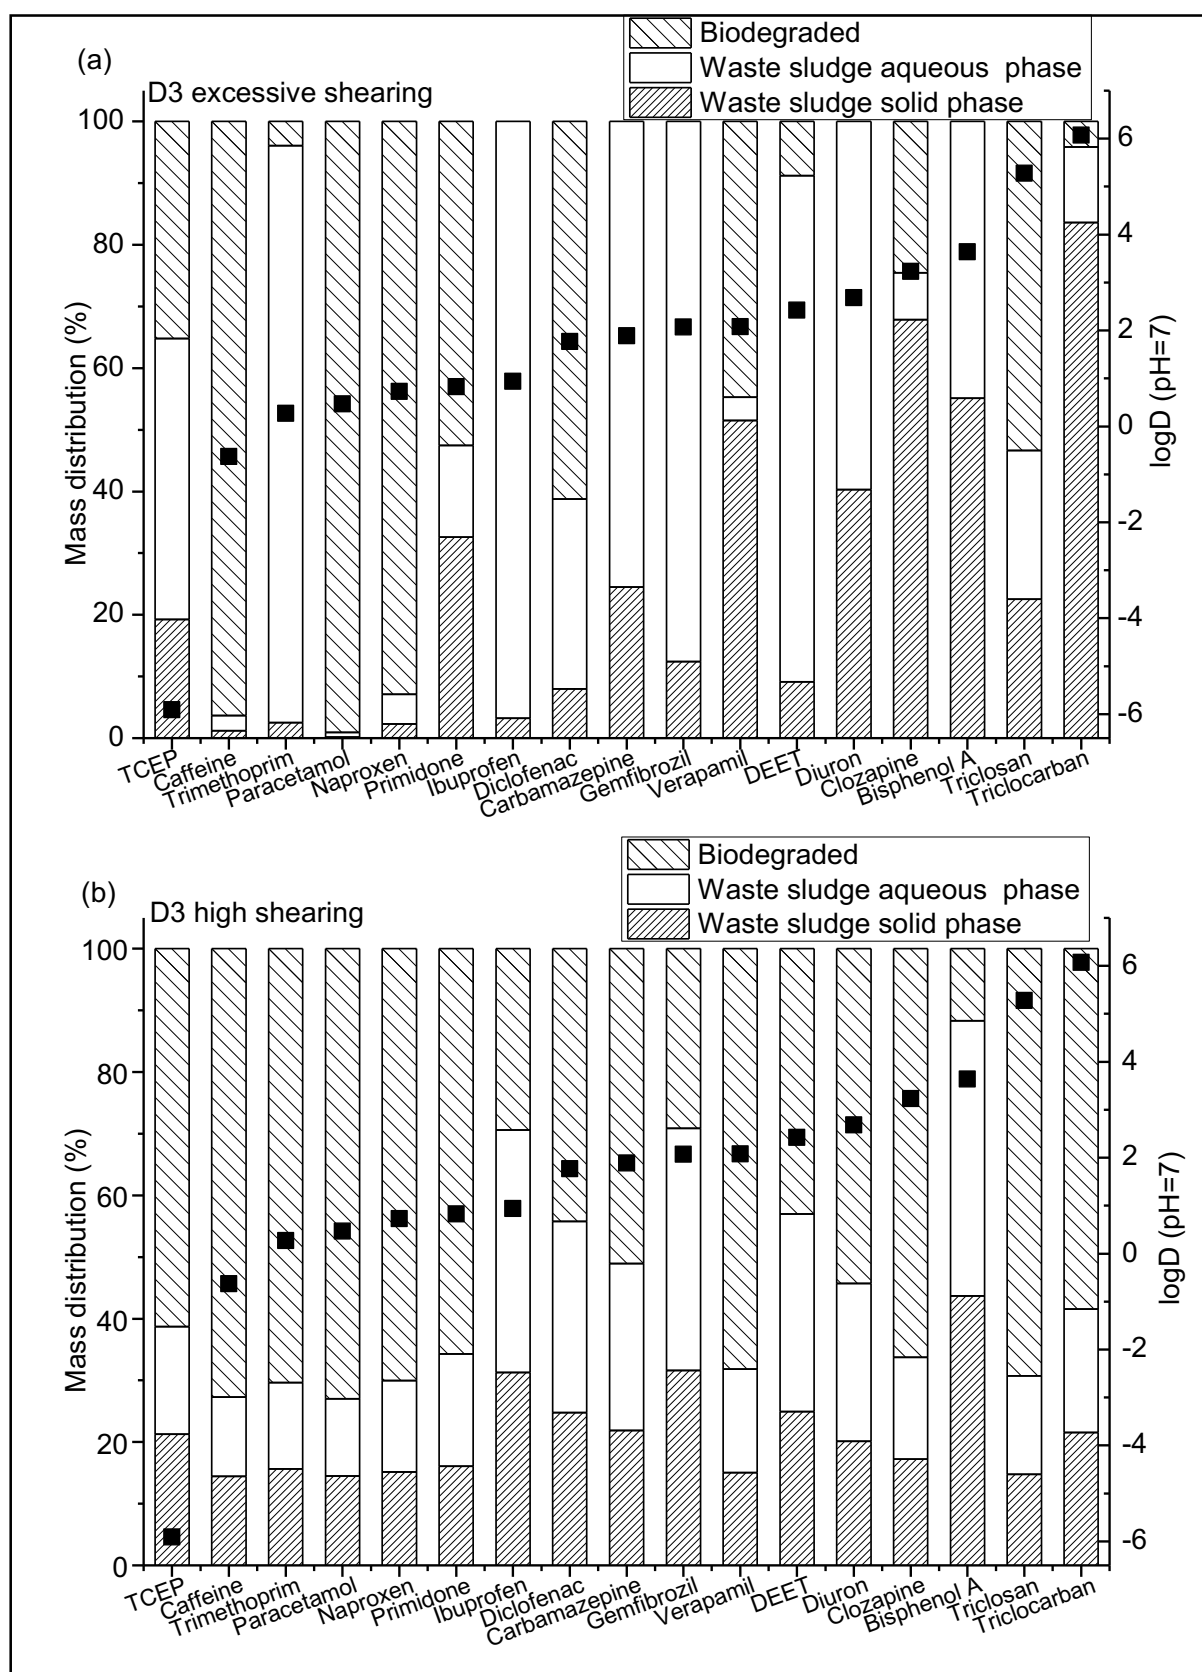 (a)
D3 excessive shearing
Biodegraded
Waste sludge aqueous phase
Waste sludge solid phase
Mass distribution (%)
100
80
60
40
20
0
logD (pH=7)
6
4
2
0
-2
-4
-6
TCEP
Caffeine
Trimethoprim
Paracetamol
Naproxen
Primidone
Ibuprofen
Diclofenac
Carbamazepine
Gemfibrozil
Verapamil
DEET
Diuron
Clozapine
Bisphenol A
Triclosan
Triclocarban
(b)
D3 high shearing
Biodegraded
Waste sludge aqueous phase
Waste sludge solid phase
Mass distribution (%)
100
80
60
40
20
0
logD (pH=7)
6
4
2
0
-2
-4
-6
TCEP
Caffeine
Trimethoprim
Paracetamol
Naproxen
Primidone
Ibuprofen
Diclofenac
Carbamazepine
Gemfibrozil
Verapamil
DEET
Diuron
Clozapine
Bisphenol A
Triclosan
Triclocarban